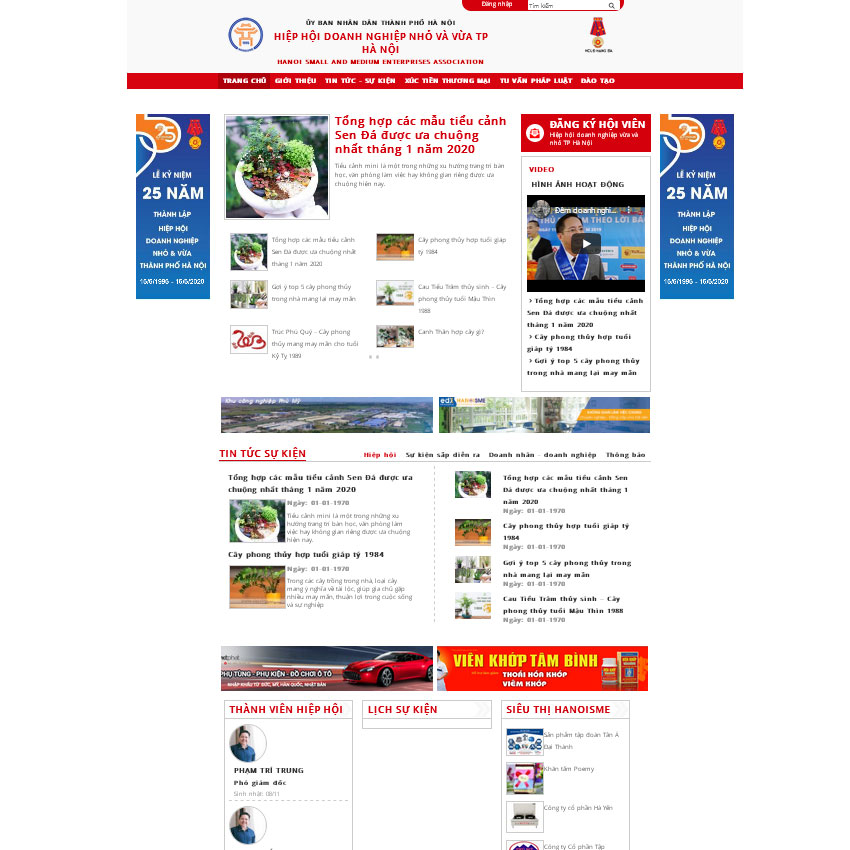 Đăng nhập
Tìm kiếm
ỦY BAN NHÂN DÂN THÀNH PHỐ HÀ NỘI
HIỆP HỘI DOANH NGHIỆP NHỎ VÀ VỪA TP
HÀ NỘI
HANOI SMALL AND MEDIUM ENTERPRISES ASSOCIATION
TRANG CHỦ GIỚI THIỆU TIN TỨC - SỰ KIỆN XÚC TIẾN THƯƠNG MẠI TƯ VẤN PHÁP LUẬT ĐÀO TẠO
25
LỄ KỶ NIỆM
25 NĂM
THÀNH LẬP
HIỆP HỘI
DOANH NGHIỆP
NHỎ & VỪA
THÀNH PHỐ HÀ NỘI
16/6/1996 - 16/6/2020
Tổng hợp các mẫu tiểu cảnh
Sen Đá được ưa chuộng
nhất tháng 1 năm 2020
Tiểu cảnh mini là một trong những xu hướng trang trí bàn
học, văn phòng làm việc hay không gian riêng được ưa
chuộng hiện nay.
Tổng hợp các mẫu tiểu cảnh
Sen Đá được ưa chuộng nhất
tháng 1 năm 2020
Cây phong thủy hợp tuổi giáp
tý 1984
Gợi ý top 5 cây phong thủy
trong nhà mang lại may mắn
Cau Tiểu Trâm thủy sinh – Cây
phong thủy tuổi Mậu Thìn
1988
Trúc Phú Quý – Cây phong
thủy mang may mắn cho tuổi
Kỷ Tỵ 1989
Canh Thân hợp cây gì?
ĐĂNG KÝ HỘI VIÊN
Hiệp hội doanh nghiệp vừa và
nhỏ TP Hà Nội
VIDEO
HÌNH ẢNH HOẠT ĐỘNG
Đêm doanh nghi...
Tổng hợp các mẫu tiểu cảnh
Sen Đá được ưa chuộng nhất
tháng 1 năm 2020
Cây phong thủy hợp tuổi
giáp tý 1984
Gợi ý top 5 cây phong thủy
trong nhà mang lại may mắn
25
LỄ KỶ NIỆM
25 NĂM
THÀNH LẬP
HIỆP HỘI
DOANH NGHIỆP
NHỎ & VỪA
THÀNH PHỐ HÀ NỘI
16/6/1996 - 16/6/2020
Khu công nghiệp Phú Mỹ
HANOISME
TIN TỨC SỰ KIỆN
Hiệp hội Sự kiện sắp diễn ra Doanh nhân - doanh nghiệp Thông báo
Tổng hợp các mẫu tiểu cảnh Sen Đá được ưa
chuộng nhất tháng 1 năm 2020
Ngày: 01-01-1970
Tiểu cảnh mini là một trong những xu
hướng trang trí bàn học, văn phòng làm
việc hay không gian riêng được ưa chuộng
hiện nay.
Cây phong thủy hợp tuổi giáp tý 1984
Ngày: 01-01-1970
Trong các cây trồng trong nhà, loại cây
mang ý nghĩa về tài lộc, giúp gia chủ gặp
nhiều may mắn, thuận lợi trong cuộc sống
và sự nghiệp
Tổng hợp các mẫu tiểu cảnh Sen
Đá được ưa chuộng nhất tháng 1
năm 2020
Ngày: 01-01-1970
Cây phong thủy hợp tuổi giáp tý
1984
Ngày: 01-01-1970
Gợi ý top 5 cây phong thủy trong
nhà mang lại may mắn
Ngày: 01-01-1970
Cau Tiểu Trâm thủy sinh – Cây
phong thủy tuổi Mậu Thìn 1988
Ngày: 01-01-1970
PHỤ TÙNG - PHỤ KIỆN - ĐỒ CHƠI Ô TÔ
NHẬP KHẨU TỪ ĐỨC, MỸ, HÀN QUỐC, NHẬT BẢN
VIÊN KHỚP TÂM BÌNH
THOÁI HÓA KHỚP
VIÊM KHỚP
THÀNH VIÊN HIỆP HỘI
PHẠM TRÍ TRUNG
Phó giám đốc
Sinh nhật: 08/11
LỊCH SỰ KIỆN
SIÊU THỊ HANOISME
Sản phẩm tập đoàn Tân Á
Đại Thành
Khăn tắm Poemy
Công ty cổ phần Hà Yên
Công ty Cổ phần Tập